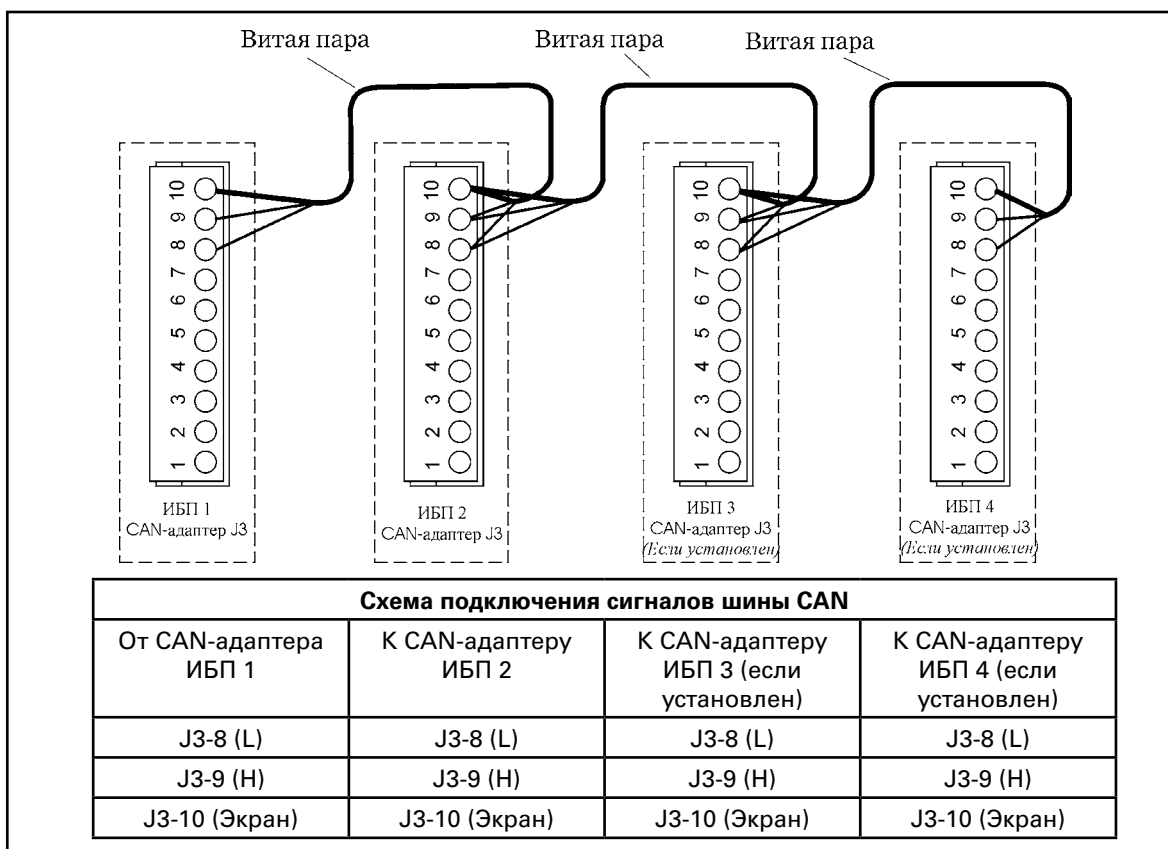 Витая пара
Витая пара
Витая пара
10
9
8
7
6
5
4
3
2
1
ИБП 1
CAN-адаптер J3
10
9
8
7
6
5
4
3
2
1
ИБП 2
CAN-адаптер J3
10
9
8
7
6
5
4
3
2
1
ИБП 3
CAN-адаптер J3
(Если установлен)
10
9
8
7
6
5
4
3
2
1
ИБП 4
CAN-адаптер J3
(Если установлен)
Схема подключения сигналов шины CAN
От CAN-адаптера
ИБП 1
К CAN-адаптеру
ИБП 2
К CAN-адаптеру
ИБП 3 (если
установлен)
К CAN-адаптеру
ИБП 4 (если
установлен)
J3-8 (L)
J3-8 (L)
J3-8 (L)
J3-8 (L)
J3-9 (H)
J3-9 (H)
J3-9 (H)
J3-9 (H)
J3-10 (Экран)
J3-10 (Экран)
J3-10 (Экран)
J3-10 (Экран)